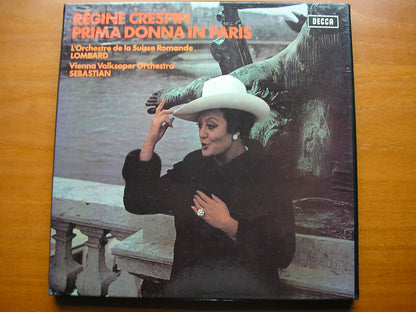 RÉGINE CRESPIN
PRIMA DONNA IN PARIS
DECCA
L'Orchestre de la Suisse Romande
LOMBARD
Vienna Volksoper Orchestra
SEBASTIAN